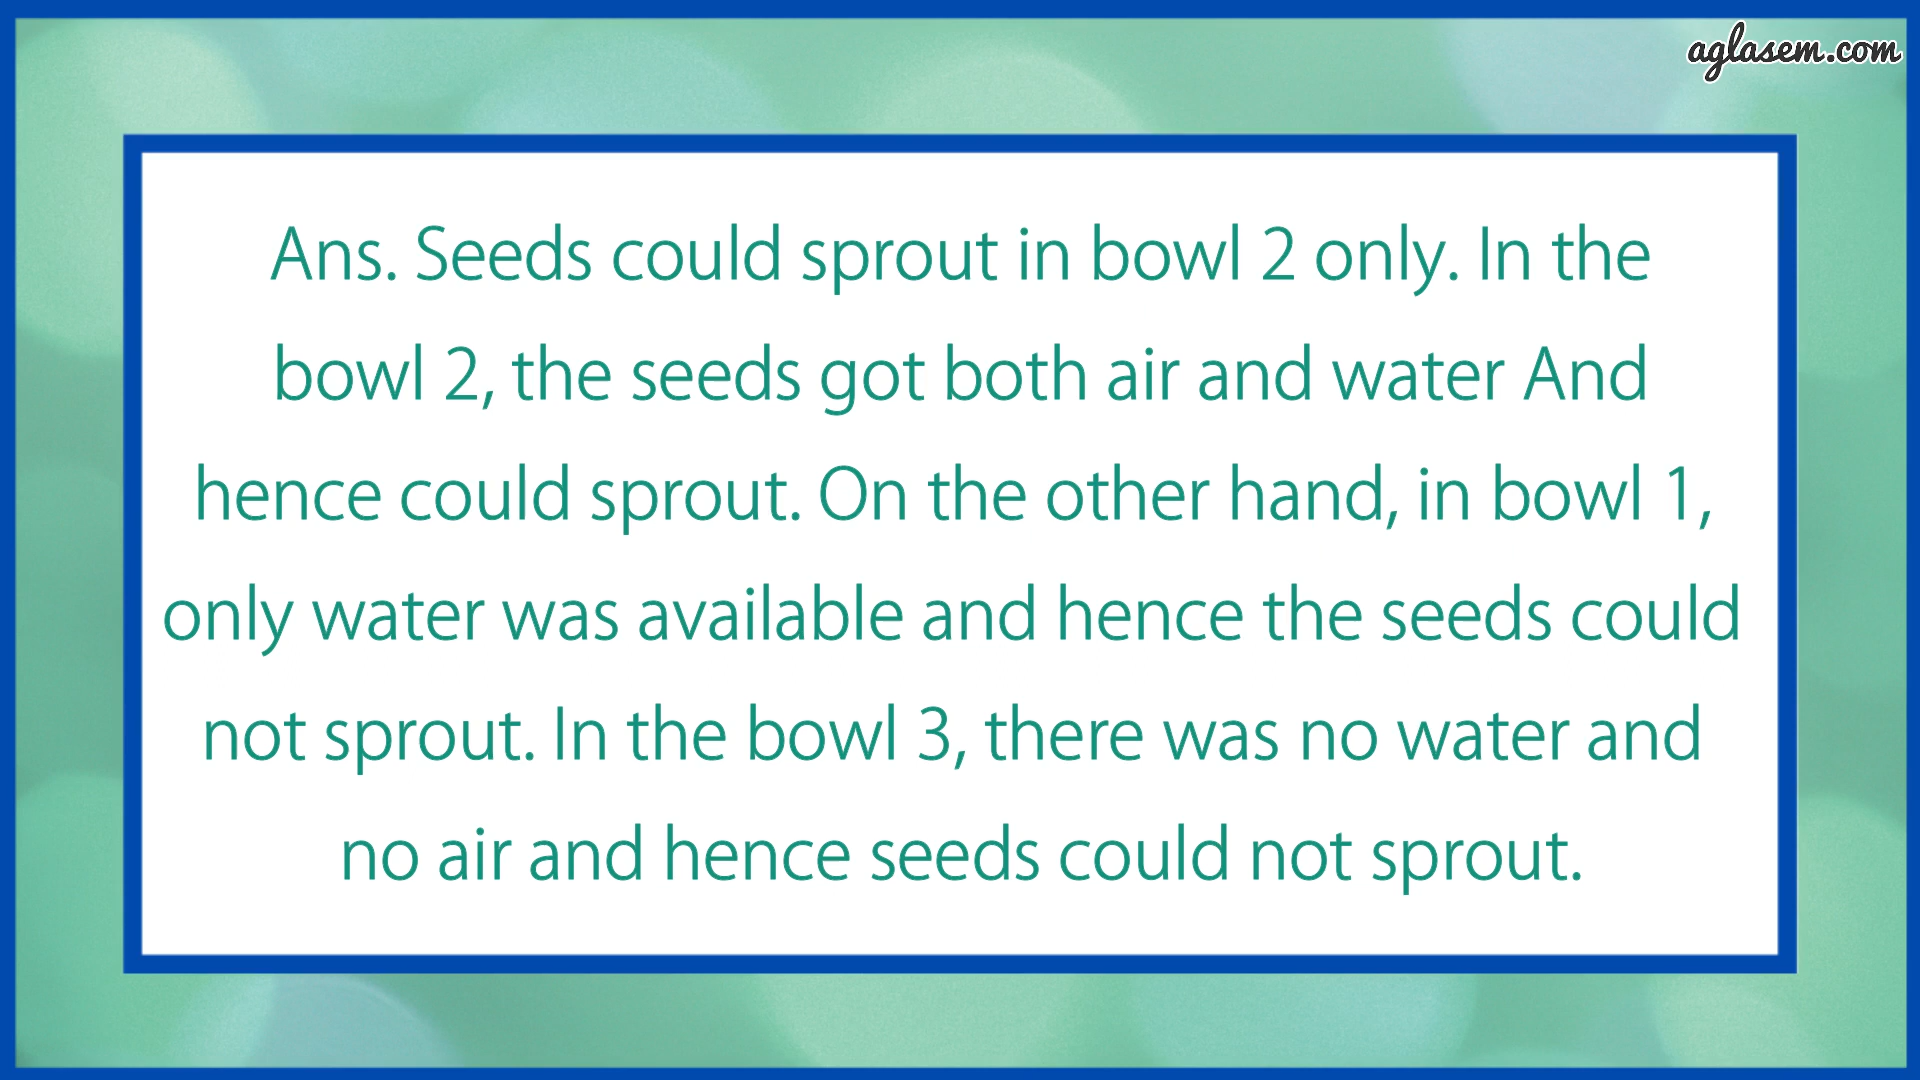 aglasem.com
Ans. Seeds could sprout in bowl 2 only. In the
bowl 2, the seeds got both air and water And
hence could sprout. On the other hand, in bowl 1,
only water was available and hence the seeds could
not sprout. In the bowl 3, there was no water and
no air and hence seeds could not sprout.